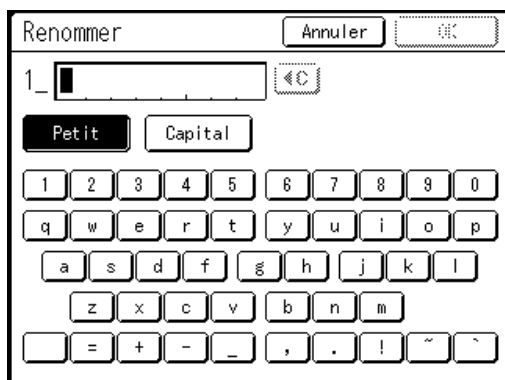 Renommer Annuler OK
1_ C
Petit Capital
1 2 3 4 5 6 7 8 9 0
q w e r t y u i o p
a s d f g h j k l
z x c v b n m
= + - _ , . ! ~ `